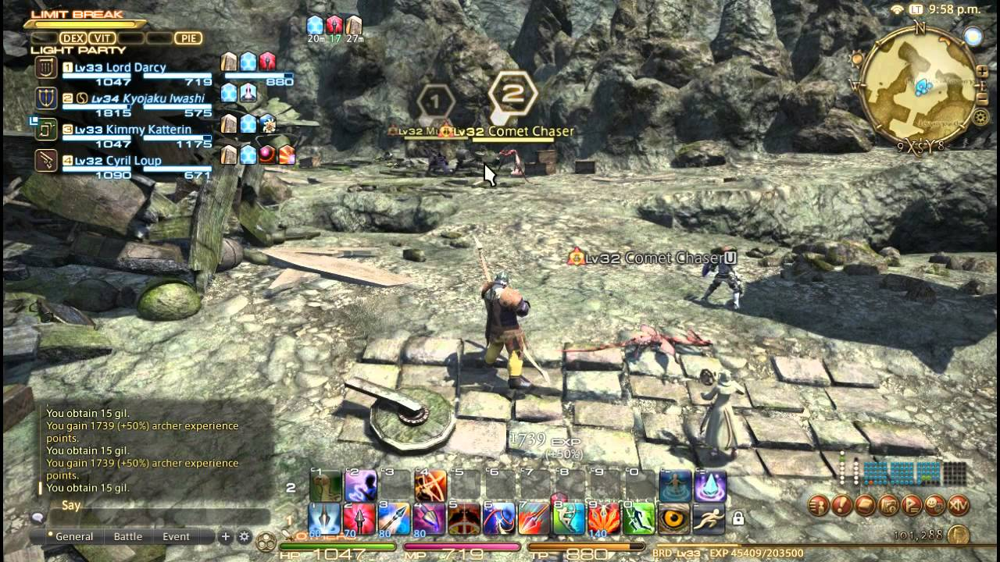 LIMIT BREAK
DEX VIT PIE
LIGHT PARTY
1 Lv33 Lord Darcy
1047 719 880
2 Lv34 Kyojaku Iwashi
1815 575
3 Lv33 Kimmy Katterin
1047 1175
4 Lv32 Cyril Loup
1090 671
20m 17 27m
LT 9:58 p.m.
N
1
2
Lv32
Lv32 Comet Chaser
Lv32 Comet Chaser U
You obtain 15 gil.
You gain 1739 (+50%) archer experience
points.
You obtain 15 gil.
You gain 1739 (+50%) archer experience
points.
You obtain 15 gil.
Say
General Battle Event
1739 EXP
(+50%)
2
1
60 70 80 80 140
HP 1047 MP 719 TP 880
BRD Lv33 EXP 45409/203500
101,288
XIV